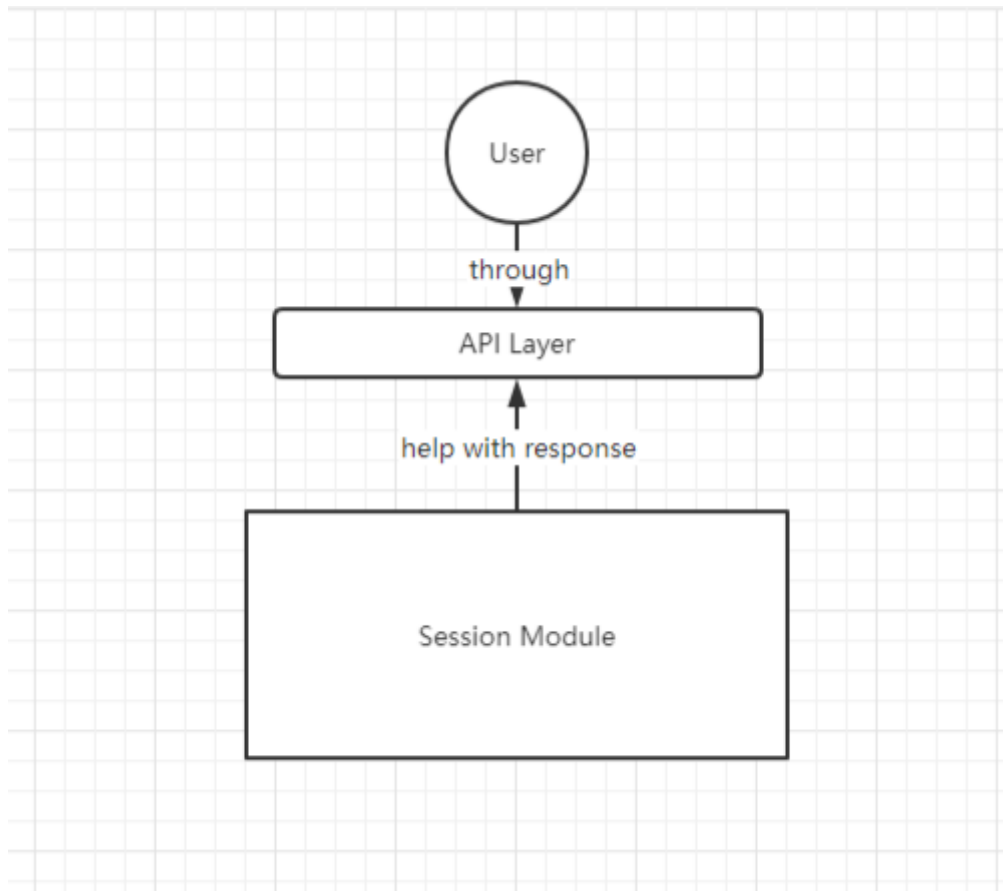 User
through
API Layer
help with response
Session Module